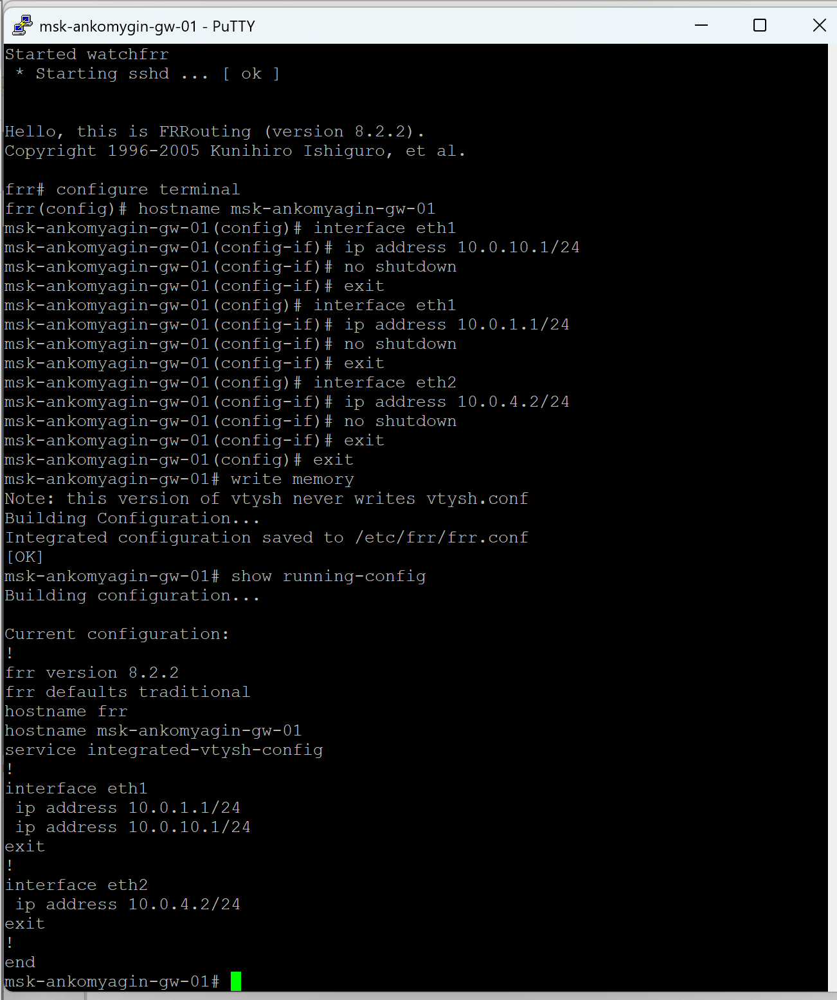 msk-ankomygin-gw-01 - PuTTY
Started watchfrr
 * Starting sshd ... [ ok ]
Hello, this is FRRouting (version 8.2.2).
Copyright 1996-2005 Kunihiro Ishiguro, et al.
frr# configure terminal
frr(config)# hostname msk-ankomyagin-gw-01
msk-ankomyagin-gw-01(config)# interface eth1
msk-ankomyagin-gw-01(config-if)# ip address 10.0.10.1/24
msk-ankomyagin-gw-01(config-if)# no shutdown
msk-ankomyagin-gw-01(config-if)# exit
msk-ankomyagin-gw-01(config)# interface eth1
msk-ankomyagin-gw-01(config-if)# ip address 10.0.1.1/24
msk-ankomyagin-gw-01(config-if)# no shutdown
msk-ankomyagin-gw-01(config-if)# exit
msk-ankomyagin-gw-01(config)# interface eth2
msk-ankomyagin-gw-01(config-if)# ip address 10.0.4.2/24
msk-ankomyagin-gw-01(config-if)# no shutdown
msk-ankomyagin-gw-01(config-if)# exit
msk-ankomyagin-gw-01(config)# exit
msk-ankomyagin-gw-01# write memory
Note: this version of vtysh never writes vtysh.conf
Building Configuration...
Integrated configuration saved to /etc/frr/frr.conf
[OK]
msk-ankomyagin-gw-01# show running-config
Building configuration...
Current configuration:
!
frr version 8.2.2
frr defaults traditional
hostname frr
hostname msk-ankomyagin-gw-01
service integrated-vtysh-config
!
interface eth1
 ip address 10.0.1.1/24
 ip address 10.0.10.1/24
exit
!
interface eth2
 ip address 10.0.4.2/24
exit
!
end
msk-ankomyagin-gw-01#